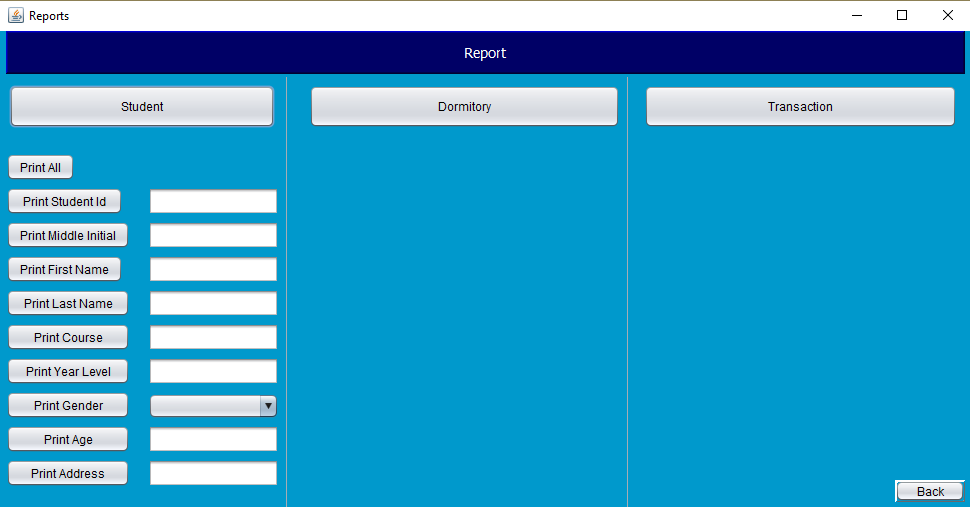 Reports
Report
Student
Dormitory
Transaction
Print All
Print Student Id
Print Middle Initial
Print First Name
Print Last Name
Print Course
Print Year Level
Print Gender
Print Age
Print Address
Back